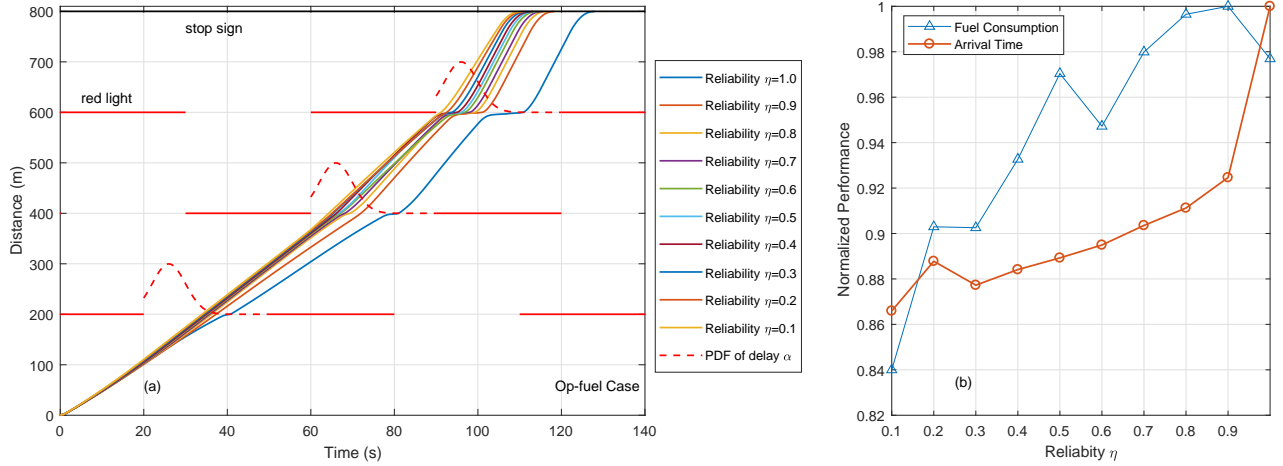 800
700
600
500
400
300
200
100
0
Distance (m)
stop sign
red light
(a)
Op-fuel Case
0 20 40 60 80 100 120 140
Time (s)
Reliability η=1.0
Reliability η=0.9
Reliability η=0.8
Reliability η=0.7
Reliability η=0.6
Reliability η=0.5
Reliability η=0.4
Reliability η=0.3
Reliability η=0.2
Reliability η=0.1
PDF of delay α
1
0.98
0.96
0.94
0.92
0.9
0.88
0.86
0.84
0.82
Normalized Performance
Fuel Consumption
Arrival Time
(b)
0.1 0.2 0.3 0.4 0.5 0.6 0.7 0.8 0.9
Reliabity η